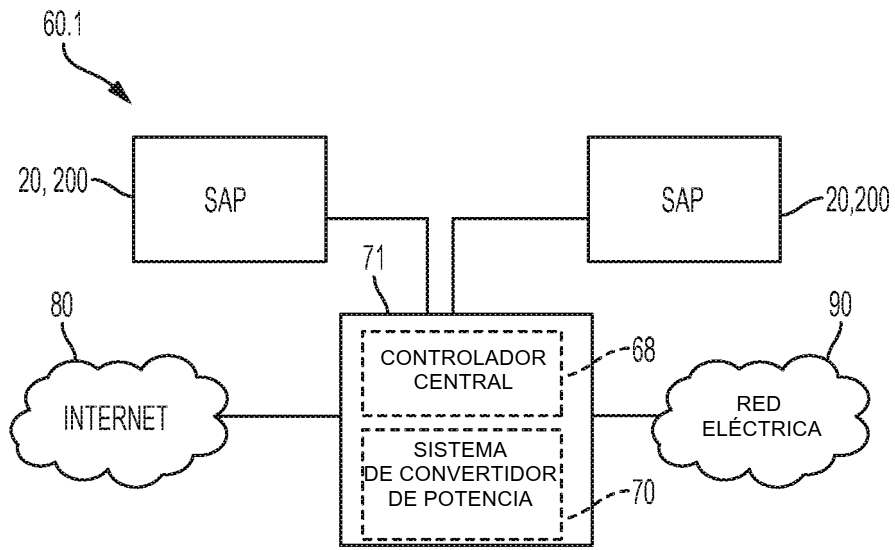 60.1
20, 200
SAP
SAP
20,200
71
80
90
CONTROLADOR
CENTRAL
68
INTERNET
RED
ELÉCTRICA
SISTEMA
DE CONVERTIDOR
DE POTENCIA
70